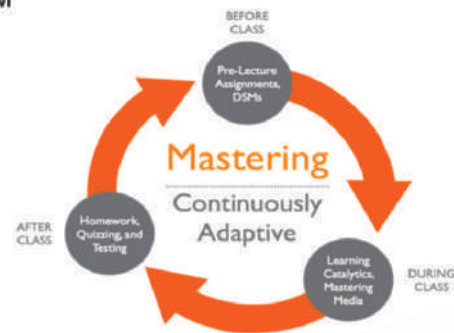 BEFORE
CLASS
Pre-Lecture
Assignments,
DSMs
Mastering
Continuously
Adaptive
AFTER
CLASS
Homework,
Quizzing, and
Testing
Learning
Catalytics,
Mastering
Media
DURING
CLASS